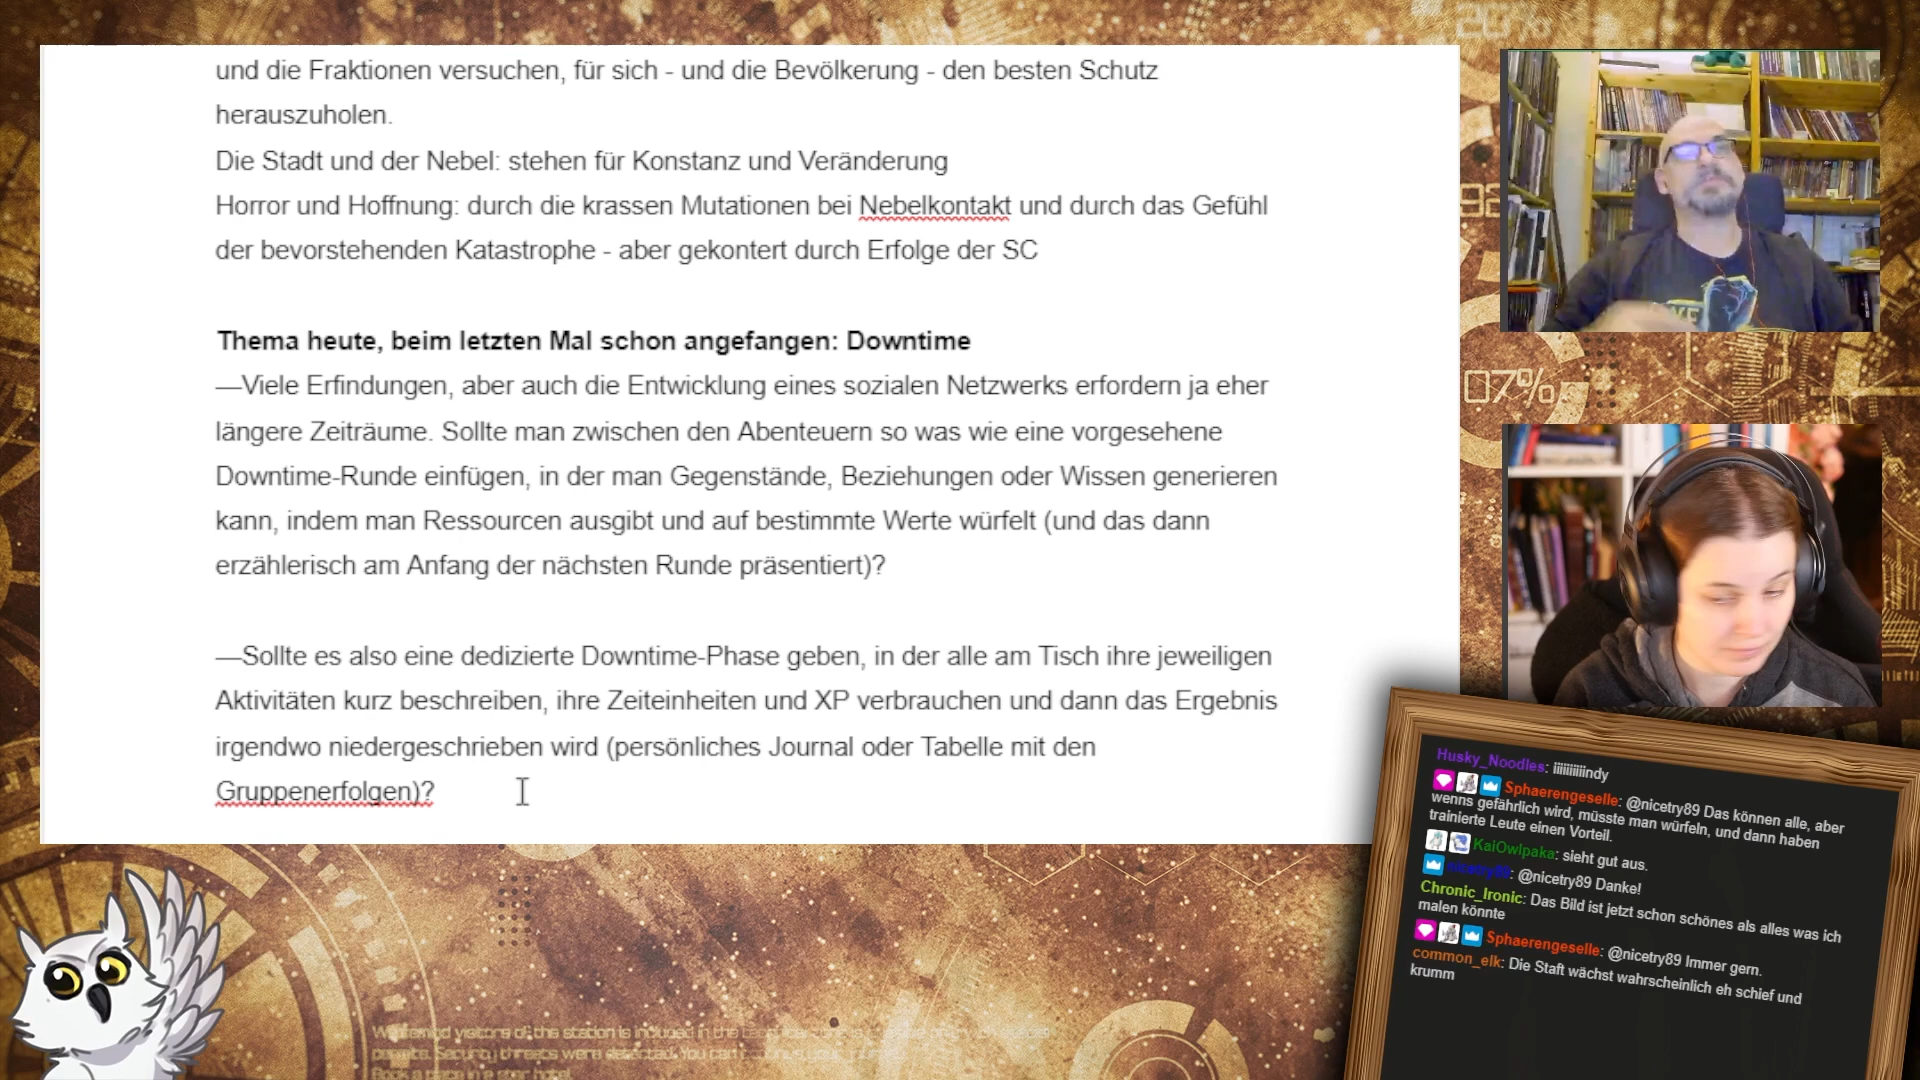 und die Fraktionen versuchen, für sich - und die Bevölkerung - den besten Schutz
herauszuholen.
Die Stadt und der Nebel: stehen für Konstanz und Veränderung
Horror und Hoffnung: durch die krassen Mutationen bei Nebelkontakt und durch das Gefühl
der bevorstehenden Katastrophe - aber gekontert durch Erfolge der SC
Thema heute, beim letzten Mal schon angefangen: Downtime
—Viele Erfindungen, aber auch die Entwicklung eines sozialen Netzwerks erfordern ja eher
längere Zeiträume. Sollte man zwischen den Abenteuern so was wie eine vorgesehene
Downtime-Runde einfügen, in der man Gegenstände, Beziehungen oder Wissen generieren
kann, indem man Ressourcen ausgibt und auf bestimmte Werte würfelt (und das dann
erzählerisch am Anfang der nächsten Runde präsentiert)?
—Sollte es also eine dedizierte Downtime-Phase geben, in der alle am Tisch ihre jeweiligen
Aktivitäten kurz beschreiben, ihre Zeiteinheiten und XP verbrauchen und dann das Ergebnis
irgendwo niedergeschrieben wird (persönliches Journal oder Tabelle mit den
Gruppenerfolgen)?
07%
Husky_Noodles: iiiiiiiiiindy
Sphaerengeselle: @nicetry89 Das können alle, aber
wenns gefährlich wird, müsste man würfeln, und dann haben
trainierte Leute einen Vorteil.
KaiOwlpaka: sieht gut aus.
nicetry89: @nicetry89 Danke!
Chronic_Ironic: Das Bild ist jetzt schon schönes als alles was ich
malen könnte
Sphaerengeselle: @nicetry89 Immer gern.
common_elk: Die Staft wächst wahrscheinlich eh schief und
krumm